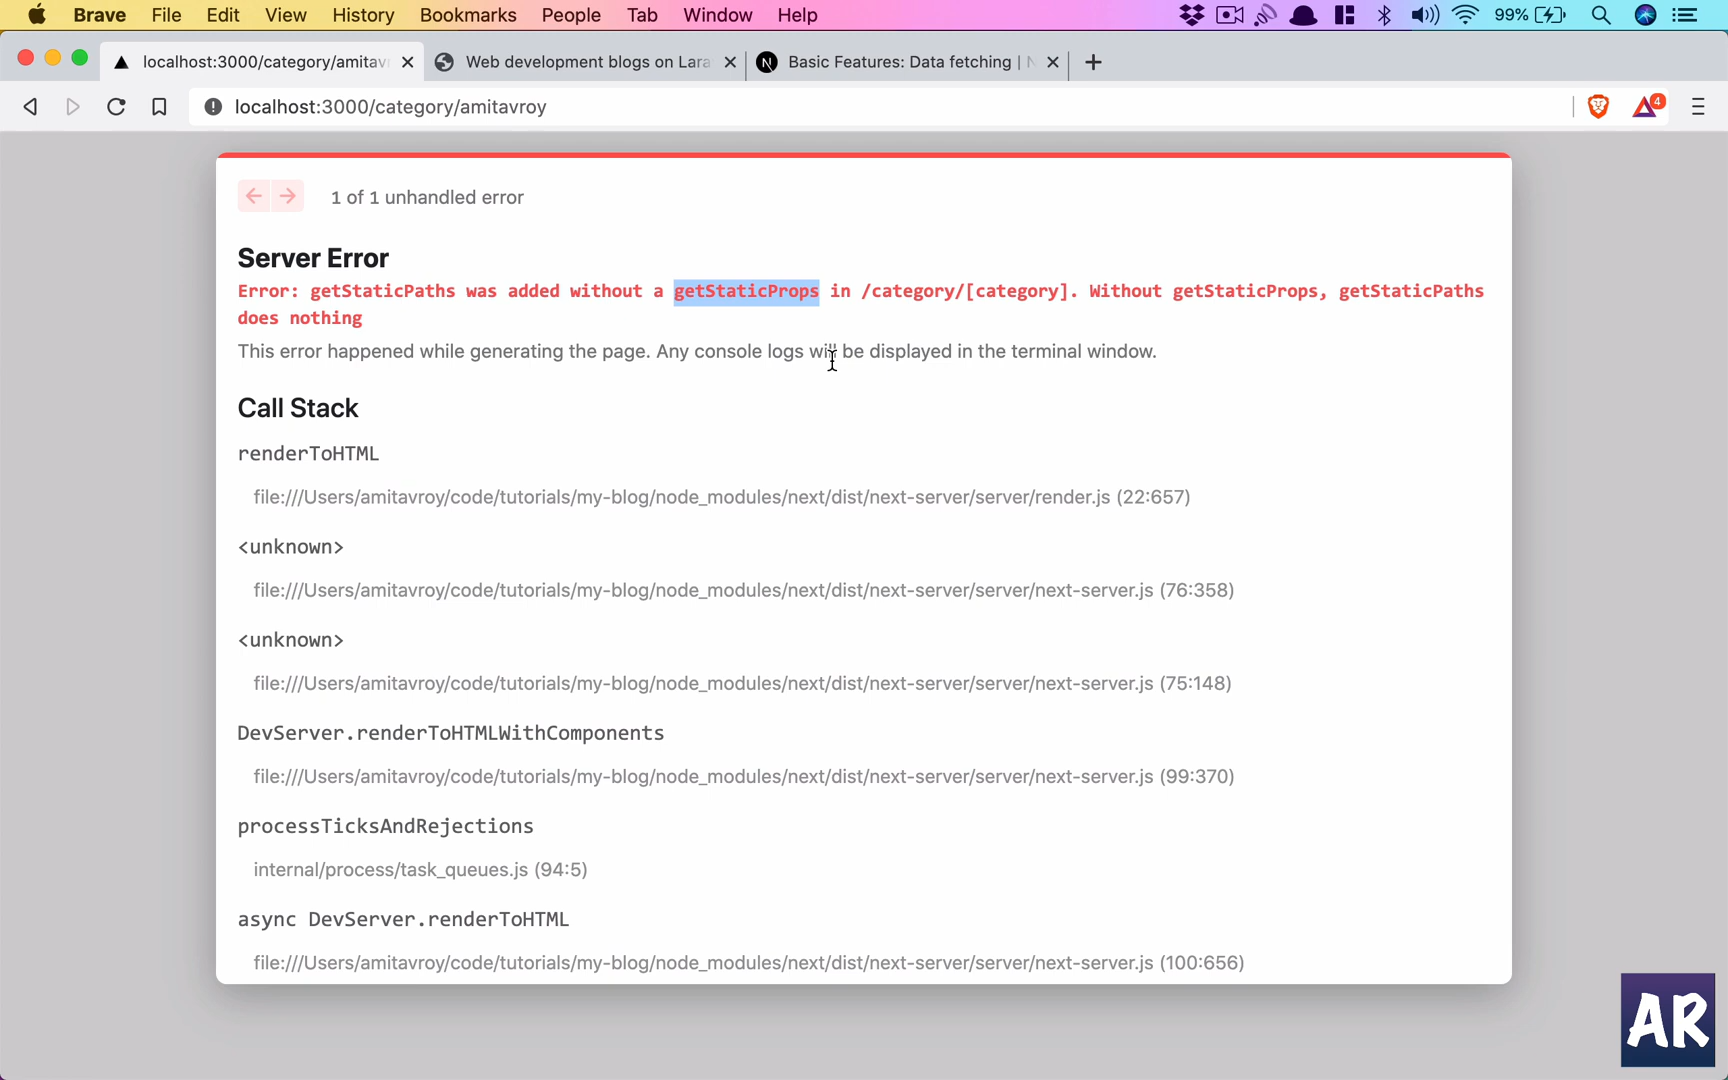 Brave File Edit View History Bookmarks People Tab Window Help 99%
localhost:3000/category/amitav Web development blogs on Lara Basic Features: Data fetching |
localhost:3000/category/amitavroy 4
1 of 1 unhandled error
Server Error
Error: getStaticPaths was added without a getStaticProps in /category/[category]. Without getStaticProps, getStaticPaths
does nothing
This error happened while generating the page. Any console logs will be displayed in the terminal window.
Call Stack
renderToHTML
file:///Users/amitavroy/code/tutorials/my-blog/node_modules/next/dist/next-server/server/render.js (22:657)
<unknown>
file:///Users/amitavroy/code/tutorials/my-blog/node_modules/next/dist/next-server/server/next-server.js (76:358)
<unknown>
file:///Users/amitavroy/code/tutorials/my-blog/node_modules/next/dist/next-server/server/next-server.js (75:148)
DevServer.renderToHTMLWithComponents
file:///Users/amitavroy/code/tutorials/my-blog/node_modules/next/dist/next-server/server/next-server.js (99:370)
processTicksAndRejections
internal/process/task_queues.js (94:5)
async DevServer.renderToHTML
file:///Users/amitavroy/code/tutorials/my-blog/node_modules/next/dist/next-server/server/next-server.js (100:656)
AR